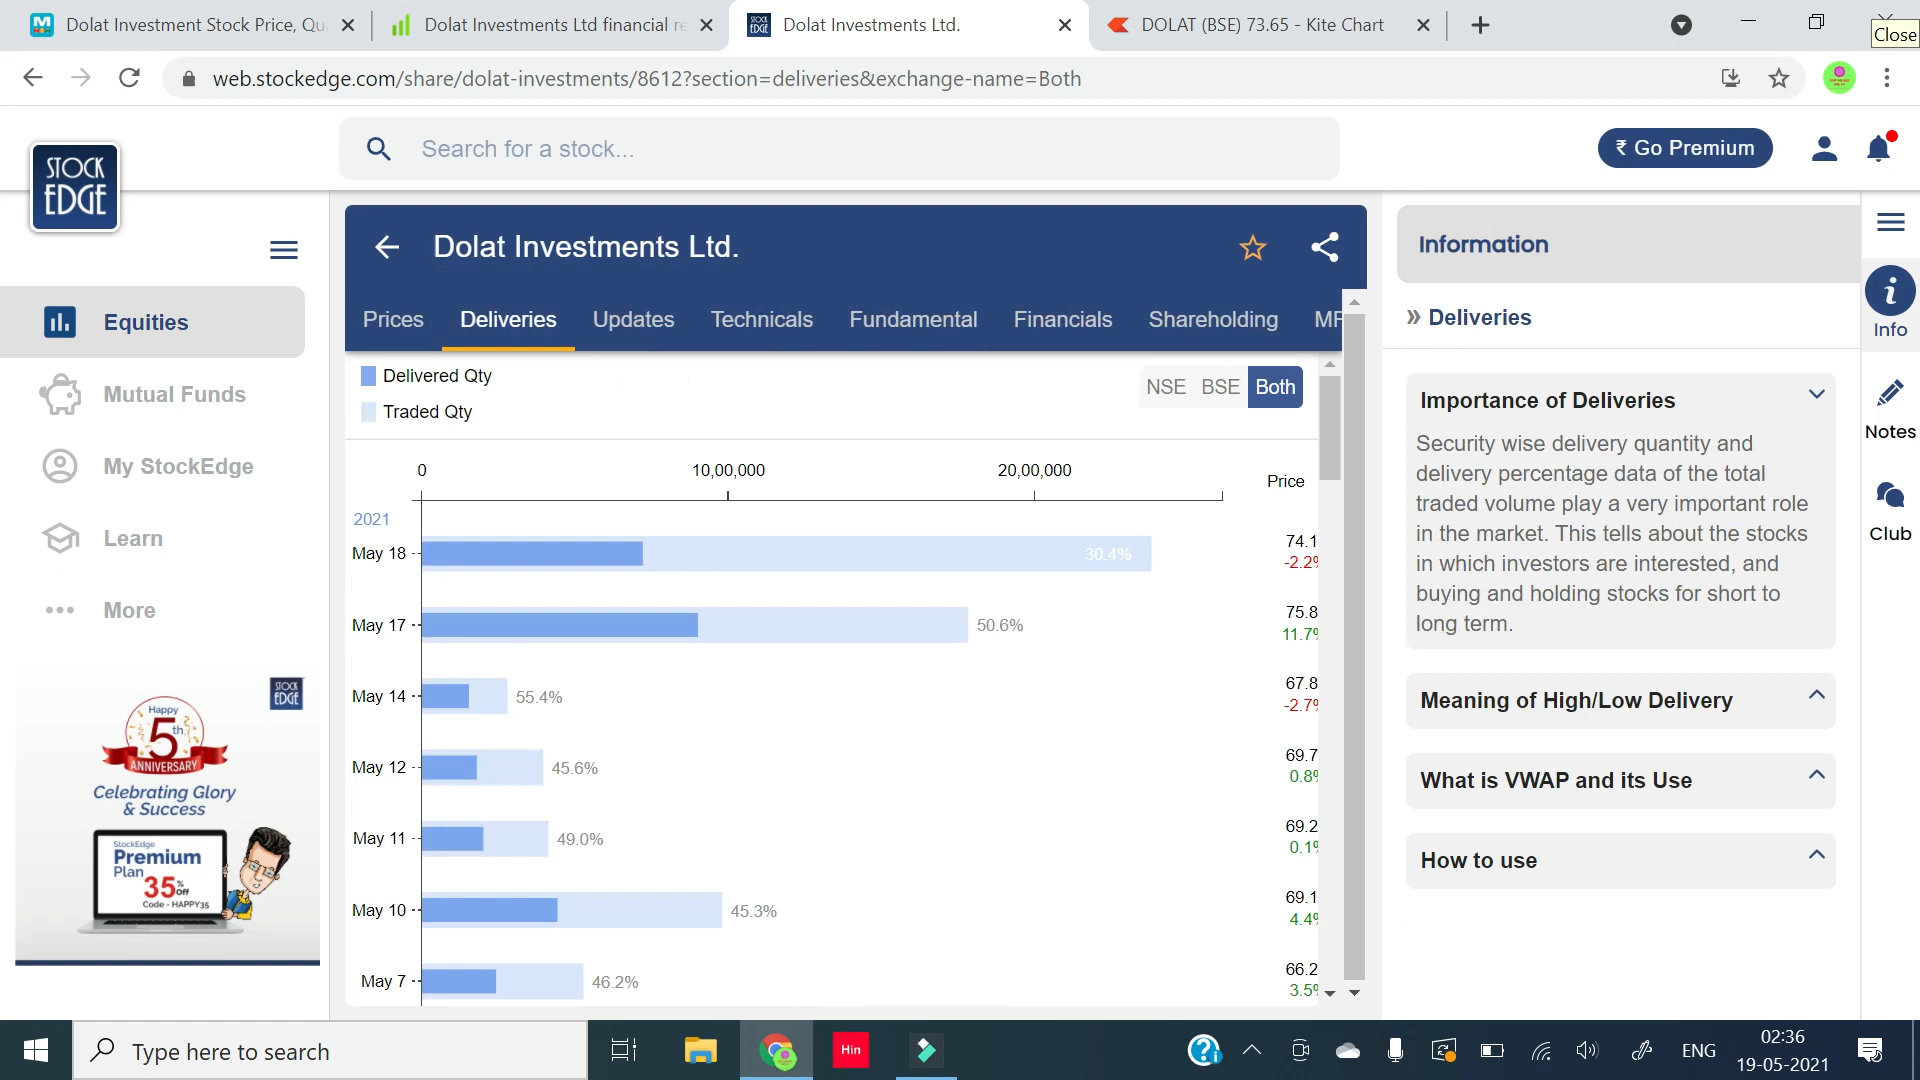 Dolat Investment Stock Price, Qu
Dolat Investments Ltd financial re
Dolat Investments Ltd.
DOLAT (BSE) 73.65 - Kite Chart
Close
web.stockedge.com/share/dolat-investments/8612?section=deliveries&exchange-name=Both
STOCK
EDGE
Search for a stock...
₹ Go Premium
Equities
Mutual Funds
My StockEdge
Learn
More
STOCK
EDGE
Happy
5th
ANNIVERSARY
Celebrating Glory
& Success
StockEdge
Premium
Plan
35% Off
Code - HAPPY35
Dolat Investments Ltd.
Prices Deliveries Updates Technicals Fundamental Financials Shareholding MF
Delivered Qty
Traded Qty
NSE BSE Both
0 10,00,000 20,00,000 Price
2021
May 18 30.4% 74.1
-2.2%
May 17 50.6% 75.8
11.7%
May 14 55.4% 67.8
-2.7%
May 12 45.6% 69.7
0.8%
May 11 49.0% 69.2
0.1%
May 10 45.3% 69.1
4.4%
May 7 46.2% 66.2
3.5%
Information
» Deliveries
Importance of Deliveries
Security wise delivery quantity and
delivery percentage data of the total
traded volume play a very important role
in the market. This tells about the stocks
in which investors are interested, and
buying and holding stocks for short to
long term.
Meaning of High/Low Delivery
What is VWAP and its Use
How to use
Info
Notes
Club
Type here to search
Hin
ENG
02:36
19-05-2021